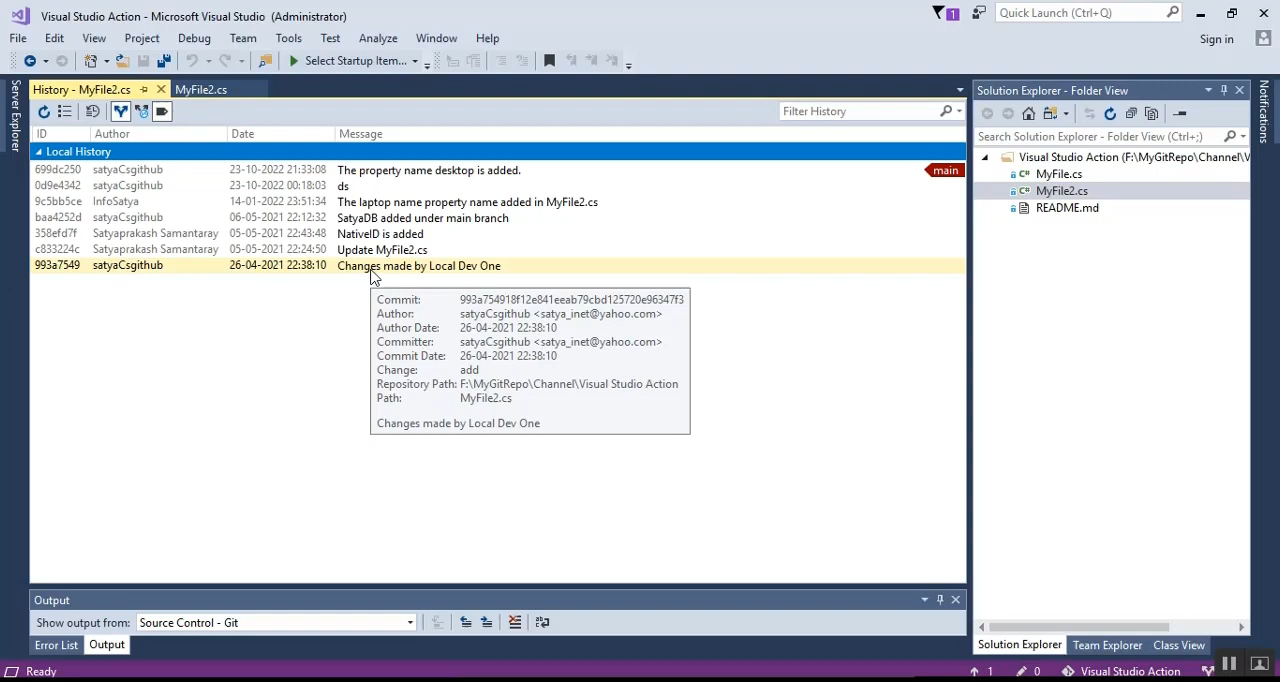 Visual Studio Action - Microsoft Visual Studio (Administrator)
1
Quick Launch (Ctrl+Q)
File Edit View Project Debug Team Tools Test Analyze Window Help
Sign in
Select Startup Item...
Server Explorer
History - MyFile2.cs
MyFile2.cs
Filter History
ID Author Date Message
Local History
699dc250 satyaCsgithub 23-10-2022 21:33:08 The property name desktop is added. main
0d9e4342 satyaCsgithub 23-10-2022 00:18:03 ds
9c5bb5ce InfoSatya 14-01-2022 23:51:34 The laptop name property name added in MyFile2.cs
baa4252d satyaCsgithub 06-05-2021 22:12:32 SatyaDB added under main branch
358efd7f Satyaprakash Samantaray 05-05-2021 22:43:48 NativeID is added
c833224c Satyaprakash Samantaray 05-05-2021 22:24:50 Update MyFile2.cs
993a7549 satyaCsgithub 26-04-2021 22:38:10 Changes made by Local Dev One
Commit: 993a754918f12e841eeab79cbd125720e96347f3
Author: satyaCsgithub <satya_inet@yahoo.com>
Author Date: 26-04-2021 22:38:10
Committer: satyaCsgithub <satya_inet@yahoo.com>
Commit Date: 26-04-2021 22:38:10
Change: add
Repository Path: F:\MyGitRepo\Channel\Visual Studio Action
Path: MyFile2.cs
Changes made by Local Dev One
Solution Explorer - Folder View
Search Solution Explorer - Folder View (Ctrl+;)
Visual Studio Action (F:\MyGitRepo\Channel\V
C# MyFile.cs
C# MyFile2.cs
README.md
Notifications
Output
Show output from: Source Control - Git
Error List Output
Solution Explorer Team Explorer Class View
Ready
1 0 Visual Studio Action